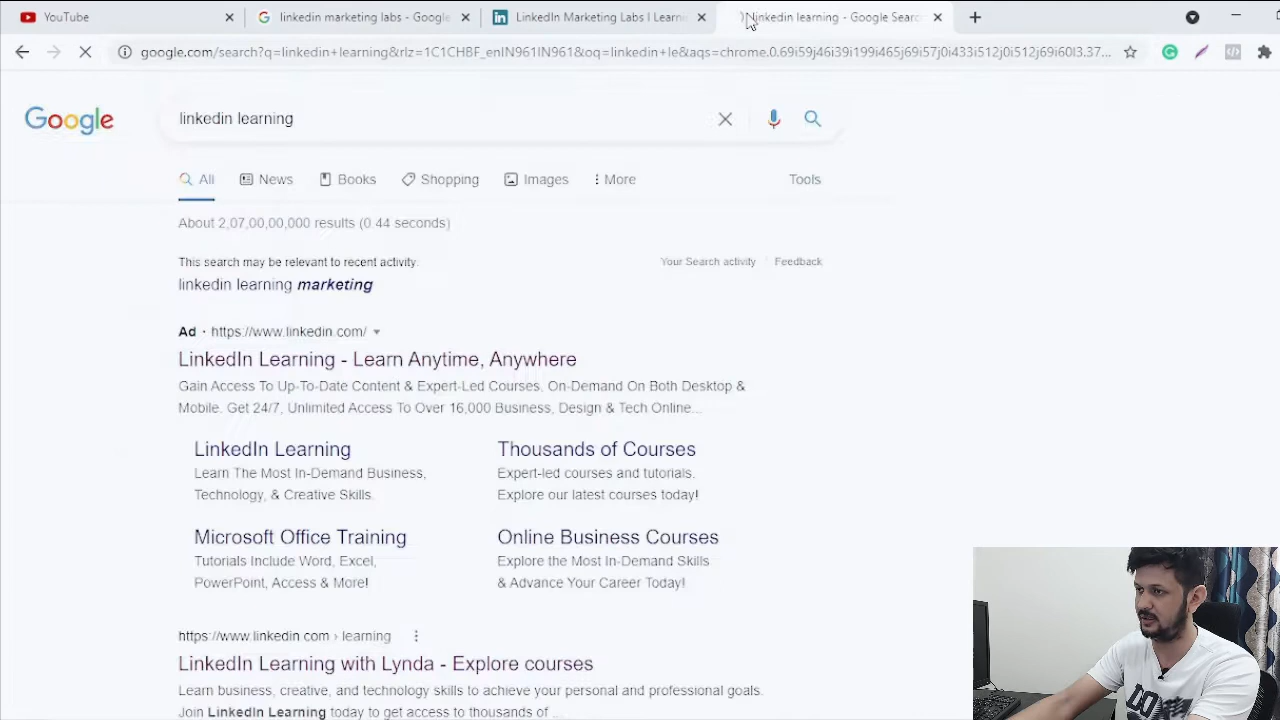 YouTube
linkedin marketing labs - Google
LinkedIn Marketing Labs | Learni
linkedin learning - Google Searc
google.com/search?q=linkedin+learning&rlz=1C1CHBF_enIN961IN961&oq=linkedin+le&aqs=chrome.0.69i59j46i39i199i465j69i57j0i433i512j0i512j69i60l3.37...
Google
linkedin learning
All
News
Books
Shopping
Images
More
Tools
About 2,07,00,00,000 results (0.44 seconds)
This search may be relevant to recent activity:
Your Search activity
Feedback
linkedin learning marketing
Ad · https://www.linkedin.com/
LinkedIn Learning - Learn Anytime, Anywhere
Gain Access To Up-To-Date Content & Expert-Led Courses, On-Demand On Both Desktop &
Mobile. Get 24/7, Unlimited Access To Over 16,000 Business, Design & Tech Online...
LinkedIn Learning
Learn The Most In-Demand Business,
Technology, & Creative Skills.
Thousands of Courses
Expert-led courses and tutorials.
Explore our latest courses today!
Microsoft Office Training
Tutorials Include Word, Excel,
PowerPoint, Access & More!
Online Business Courses
Explore the Most In-Demand Skills
& Advance Your Career Today!
https://www.linkedin.com › learning
LinkedIn Learning with Lynda - Explore courses
Learn business, creative, and technology skills to achieve your personal and professional goals.
Join LinkedIn Learning today to get access to thousands of ...